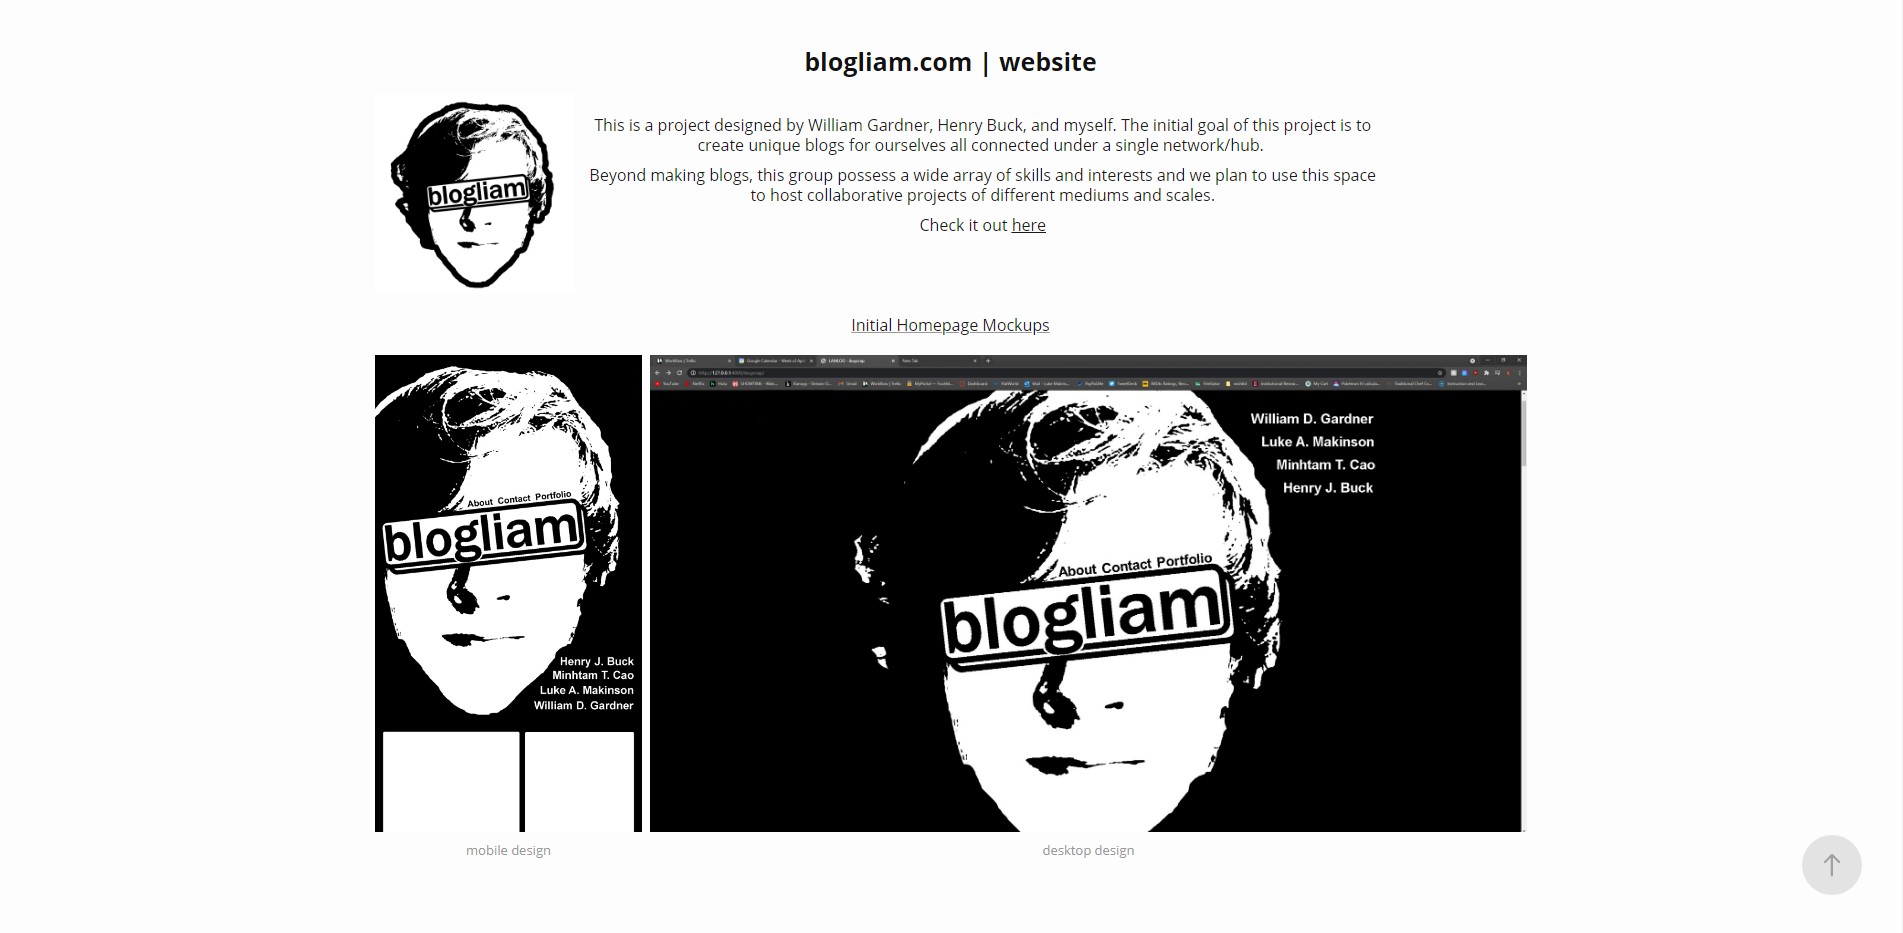 blogliam.com | website
blogliam
This is a project designed by William Gardner, Henry Buck, and myself. The initial goal of this project is to
create unique blogs for ourselves all connected under a single network/hub.
Beyond making blogs, this group possess a wide array of skills and interests and we plan to use this space
to host collaborative projects of different mediums and scales.
Check it out here
Initial Homepage Mockups
About Contact Portfolio
blogliam
Henry J. Buck
Minhtam T. Cao
Luke A. Makinson
William D. Gardner
mobile design
William D. Gardner
Luke A. Makinson
Minhtam T. Cao
Henry J. Buck
About Contact Portfolio
blogliam
desktop design